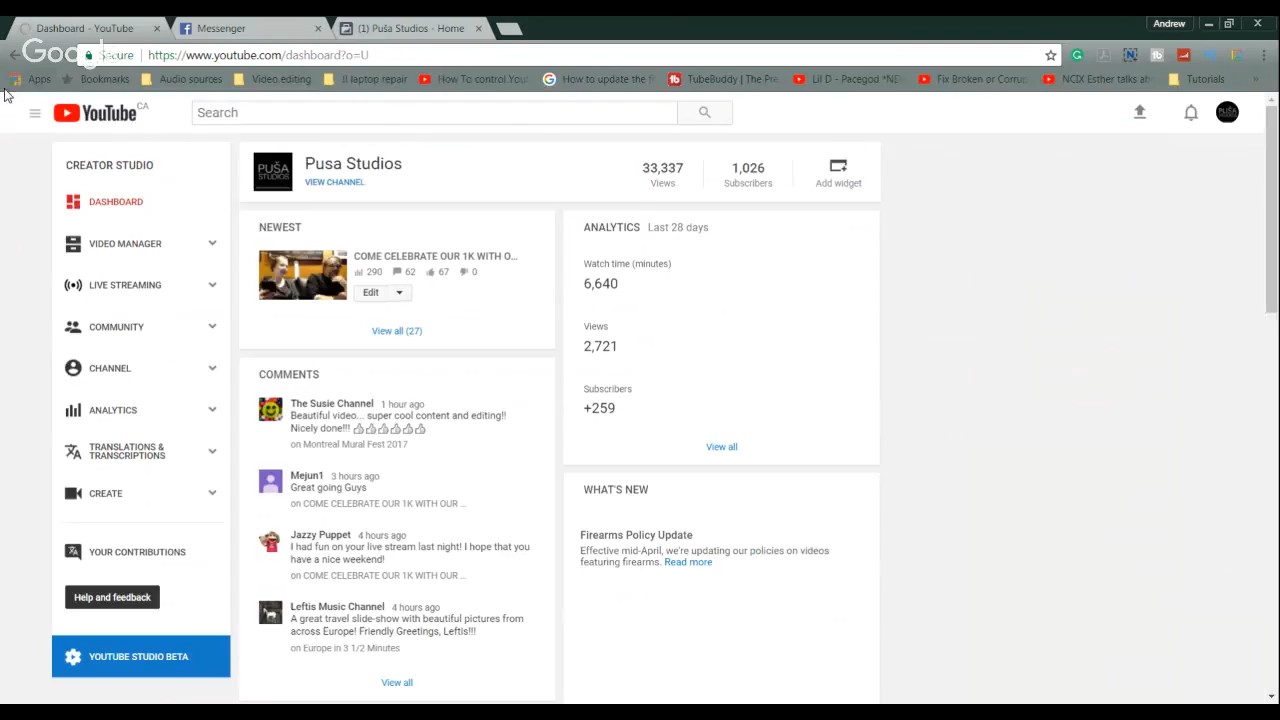 Dashboard - YouTube
Messenger
(1) Puša Studios - Home
Andrew
Secure https://www.youtube.com/dashboard?o=U
Apps Bookmarks Audio sources Video editing ll laptop repair How To control.You How to update the f TubeBuddy | The Pre Lil D - Pacegod *NE Fix Broken or Corrup NCIX Esther talks ab Tutorials
YouTube CA
Search
PUŠA STUDIOS
CREATOR STUDIO
DASHBOARD
VIDEO MANAGER
LIVE STREAMING
COMMUNITY
CHANNEL
ANALYTICS
TRANSLATIONS &
TRANSCRIPTIONS
CREATE
YOUR CONTRIBUTIONS
Help and feedback
YOUTUBE STUDIO BETA
PUŠA
STUDIOS
Pusa Studios
VIEW CHANNEL
33,337
Views
1,026
Subscribers
Add widget
NEWEST
COME CELEBRATE OUR 1K WITH O...
290 62 67 0
Edit
View all (27)
COMMENTS
The Susie Channel 1 hour ago
Beautiful video... super cool content and editing!!
Nicely done!!! 👍👍👍👍👍👍
on Montreal Mural Fest 2017
Mejun1 3 hours ago
Great going Guys
on COME CELEBRATE OUR 1K WITH OUR ...
Jazzy Puppet 4 hours ago
I had fun on your live stream last night! I hope that you
have a nice weekend!
on COME CELEBRATE OUR 1K WITH OUR ...
Leftis Music Channel 4 hours ago
A great travel slide-show with beautiful pictures from
across Europe! Friendly Greetings, Leftis!!!
on Europe in 3 1/2 Minutes
View all
ANALYTICS Last 28 days
Watch time (minutes)
6,640
Views
2,721
Subscribers
+259
View all
WHAT'S NEW
Firearms Policy Update
Effective mid-April, we're updating our policies on videos
featuring firearms. Read more